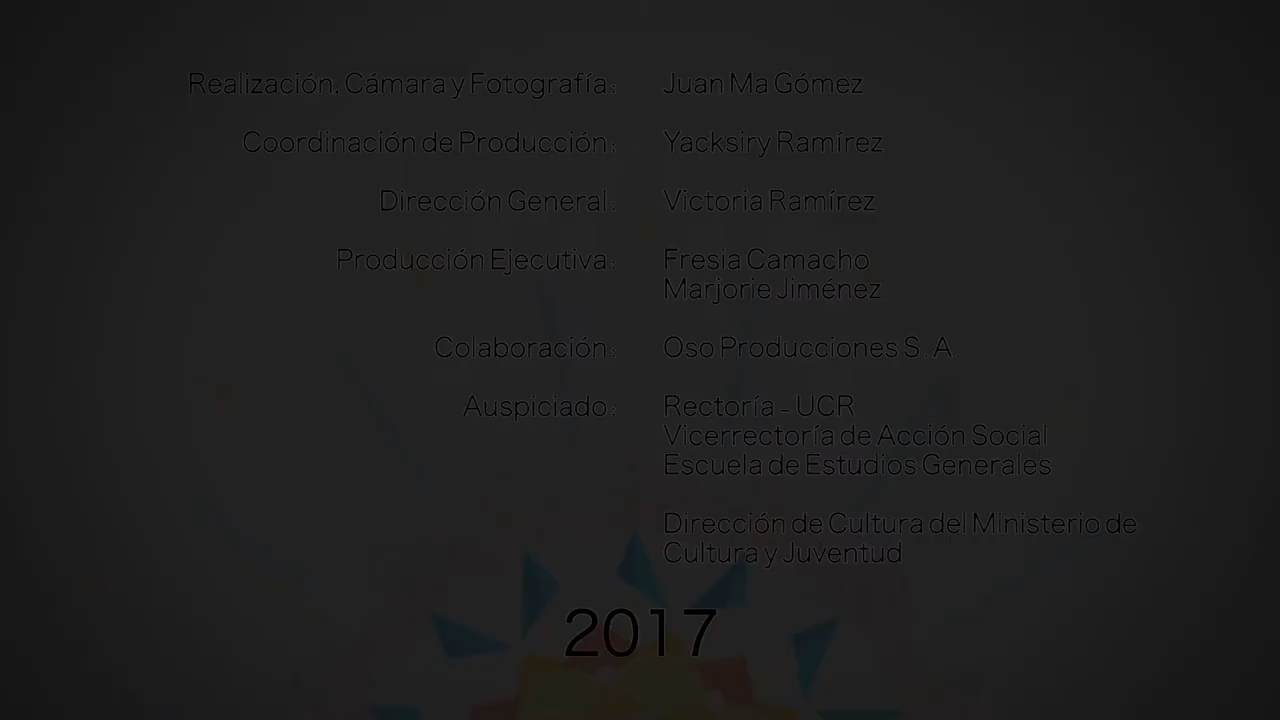 Realización, Cámara y Fotografía: Juan Ma Gómez
Coordinación de Producción: Yacksiry Ramírez
Dirección General: Victoria Ramírez
Producción Ejecutiva: Fresia Camacho
Marjorie Jiménez
Colaboración: Oso Producciones S.A.
Auspiciado: Rectoría - UCR
Vicerrectoría de Acción Social
Escuela de Estudios Generales
Dirección de Cultura del Ministerio de
Cultura y Juventud
2017